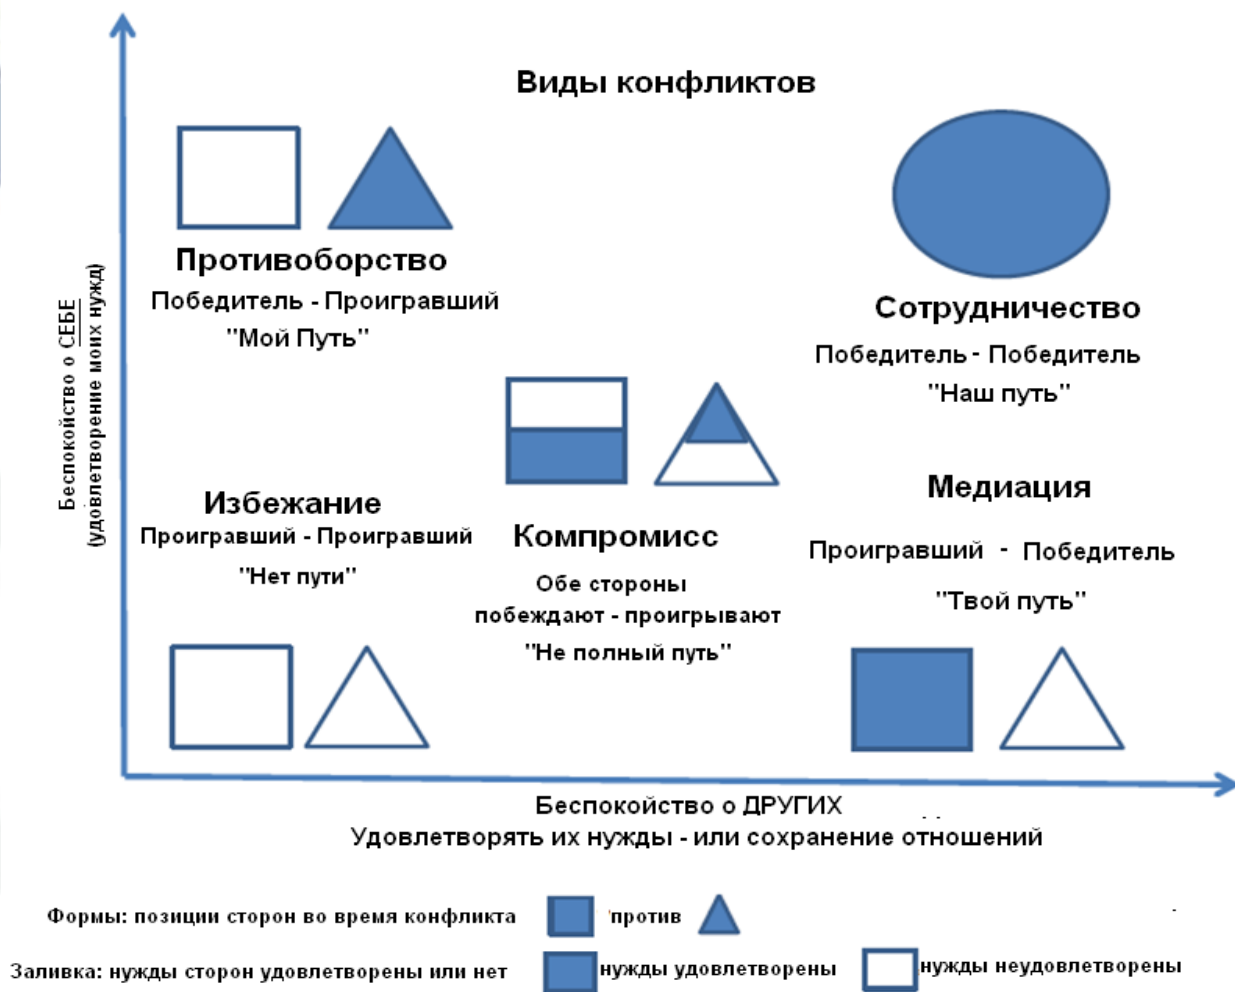 Виды конфликтов
Противоборство
Победитель - Проигравший
"Мой Путь"
Сотрудничество
Победитель - Победитель
"Наш путь"
Беспокойство о СЕБЕ
(удовлетворение моих нужд)
Избежание
Проигравший - Проигравший
"Нет пути"
Компромисс
Обе стороны
побеждают - проигрывают
"Не полный путь"
Медиация
Проигравший - Победитель
"Твой путь"
Беспокойство о ДРУГИХ
Удовлетворять их нужды - или сохранение отношений
Формы: позиции сторон во время конфликта против
Заливка: нужды сторон удовлетворены или нет нужды удовлетворены нужды неудовлетворены